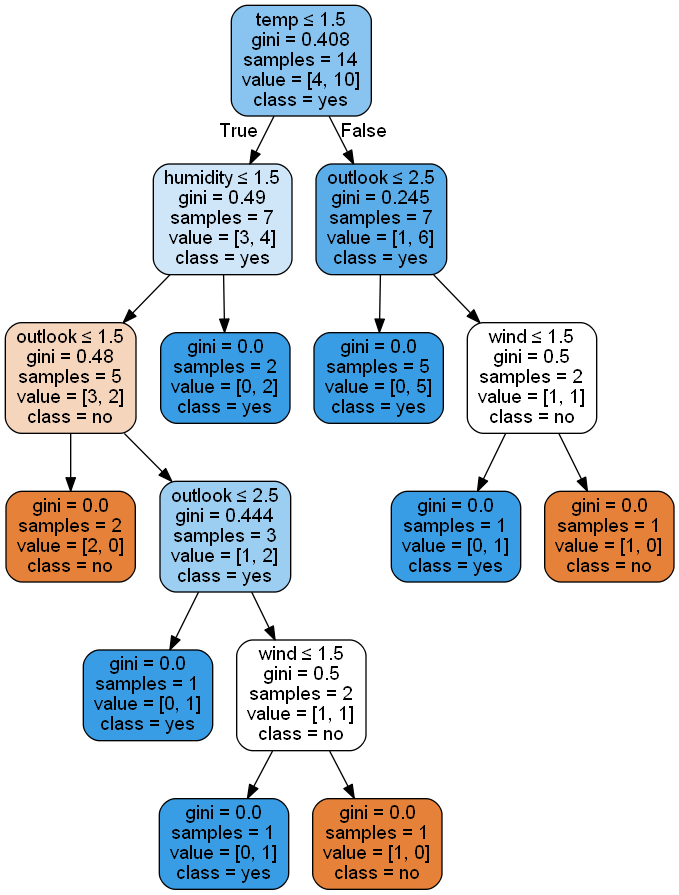 temp ≤ 1.5
gini = 0.408
samples = 14
value = [4, 10]
class = yes
True
False
humidity ≤ 1.5
gini = 0.49
samples = 7
value = [3, 4]
class = yes
outlook ≤ 2.5
gini = 0.245
samples = 7
value = [1, 6]
class = yes
outlook ≤ 1.5
gini = 0.48
samples = 5
value = [3, 2]
class = no
gini = 0.0
samples = 2
value = [0, 2]
class = yes
gini = 0.0
samples = 5
value = [0, 5]
class = yes
wind ≤ 1.5
gini = 0.5
samples = 2
value = [1, 1]
class = no
gini = 0.0
samples = 2
value = [2, 0]
class = no
outlook ≤ 2.5
gini = 0.444
samples = 3
value = [1, 2]
class = yes
gini = 0.0
samples = 1
value = [0, 1]
class = yes
gini = 0.0
samples = 1
value = [1, 0]
class = no
gini = 0.0
samples = 1
value = [0, 1]
class = yes
wind ≤ 1.5
gini = 0.5
samples = 2
value = [1, 1]
class = no
gini = 0.0
samples = 1
value = [0, 1]
class = yes
gini = 0.0
samples = 1
value = [1, 0]
class = no